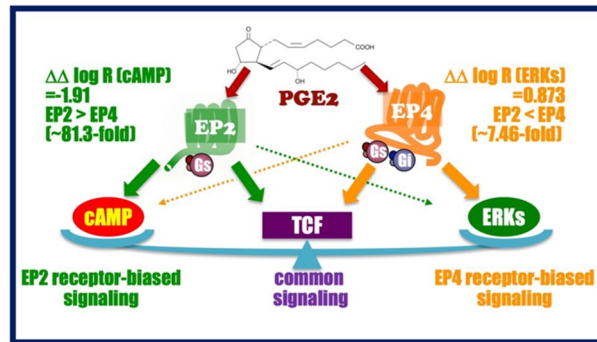 O
COOH
HO
OH
PGE2
ΔΔ log R (cAMP)
=-1.91
EP2 > EP4
(~81.3-fold)
ΔΔ log R (ERKs)
=0.873
EP2 < EP4
(~7.46-fold)
EP2
EP4
Gs
Gs
Gi
cAMP
TCF
ERKs
EP2 receptor-biased
signaling
common
signaling
EP4 receptor-biased
signaling